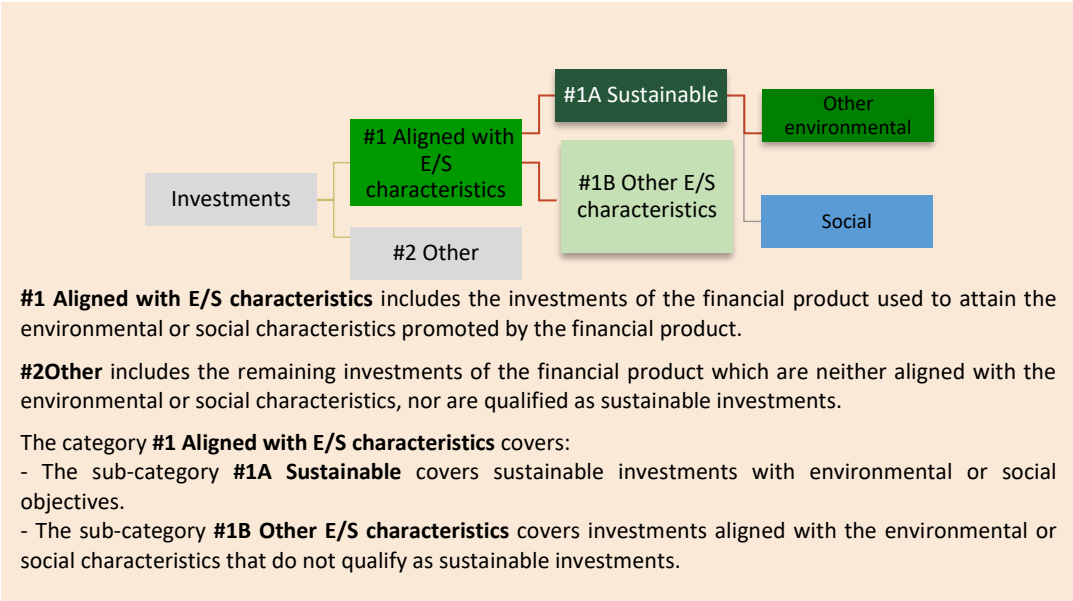 #1A Sustainable
Other
environmental
#1 Aligned with
E/S
characteristics
#1B Other E/S
characteristics
Investments
Social
#2 Other
#1 Aligned with E/S characteristics includes the investments of the financial product used to attain the
environmental or social characteristics promoted by the financial product.
#2Other includes the remaining investments of the financial product which are neither aligned with the
environmental or social characteristics, nor are qualified as sustainable investments.
The category #1 Aligned with E/S characteristics covers:
- The sub-category #1A Sustainable covers sustainable investments with environmental or social
objectives.
- The sub-category #1B Other E/S characteristics covers investments aligned with the environmental or
social characteristics that do not qualify as sustainable investments.